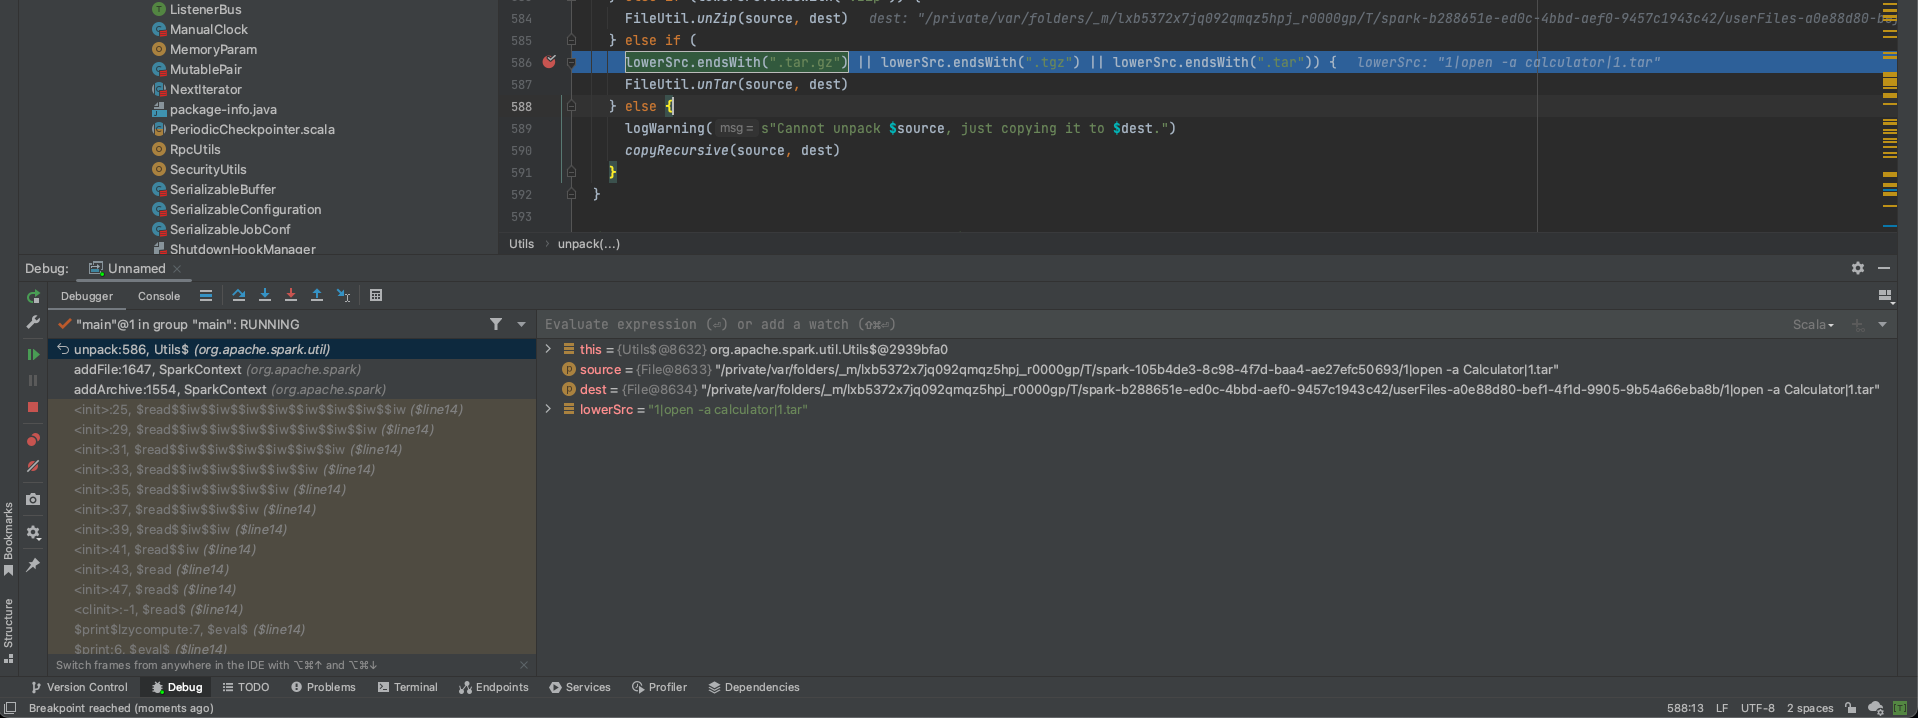 ListenerBus
ManualClock
MemoryParam
MutablePair
NextIterator
package-info.java
PeriodicCheckpointer.scala
RpcUtils
SecurityUtils
SerializableBuffer
SerializableConfiguration
SerializableJobConf
ShutdownHookManager
584 FileUtil.unZip(source, dest) dest: "/private/var/folders/_m/lxb5372x7jq092qmqz5hpj_r0000gp/T/spark-b288651e-ed0c-4bbd-aef0-9457c1943c42/userFiles-a0e88d80-
585 } else if (
586 lowerSrc.endsWith(".tar.gz") || lowerSrc.endsWith(".tgz") || lowerSrc.endsWith(".tar")) { lowerSrc: "1|open -a calculator|1.tar"
587 FileUtil.unTar(source, dest)
588 } else {
589 logWarning( msg = s"Cannot unpack $source, just copying it to $dest.")
590 copyRecursive(source, dest)
591 }
592 }
593
Utils › unpack(...)
Debug: Unnamed
Debugger Console
"main"@1 in group "main": RUNNING
unpack:586, Utils$ (org.apache.spark.util)
addFile:1647, SparkContext (org.apache.spark)
addArchive:1554, SparkContext (org.apache.spark)
<init>:25, $read$$iw$$iw$$iw$$iw$$iw$$iw$$iw$$iw ($line14)
<init>:29, $read$$iw$$iw$$iw$$iw$$iw$$iw$$iw ($line14)
<init>:31, $read$$iw$$iw$$iw$$iw$$iw$$iw ($line14)
<init>:33, $read$$iw$$iw$$iw$$iw$$iw ($line14)
<init>:35, $read$$iw$$iw$$iw$$iw ($line14)
<init>:37, $read$$iw$$iw$$iw ($line14)
<init>:39, $read$$iw$$iw ($line14)
<init>:41, $read$$iw ($line14)
<init>:43, $read ($line14)
<init>:47, $read$ ($line14)
<clinit>:-1, $read$ ($line14)
$print$lzycompute:7, $eval$ ($line14)
$print:6, $eval$ ($line14)
Switch frames from anywhere in the IDE with ⌥⌘↑ and ⌥⌘↓
Evaluate expression (⏎) or add a watch (⇧⌘⏎) Scala
this = {Utils$@8632} org.apache.spark.util.Utils$@2939bfa0
source = {File@8633} "/private/var/folders/_m/lxb5372x7jq092qmqz5hpj_r0000gp/T/spark-105b4de3-8c98-4f7d-baa4-ae27efc50693/1|open -a Calculator|1.tar"
dest = {File@8634} "/private/var/folders/_m/lxb5372x7jq092qmqz5hpj_r0000gp/T/spark-b288651e-ed0c-4bbd-aef0-9457c1943c42/userFiles-a0e88d80-bef1-4f1d-9905-9b54a66eba8b/1|open -a Calculator|1.tar"
lowerSrc = "1|open -a calculator|1.tar"
Bookmarks
Structure
Version Control Debug TODO Problems Terminal Endpoints Services Profiler Dependencies
Breakpoint reached (moments ago) 588:13 LF UTF-8 2 spaces